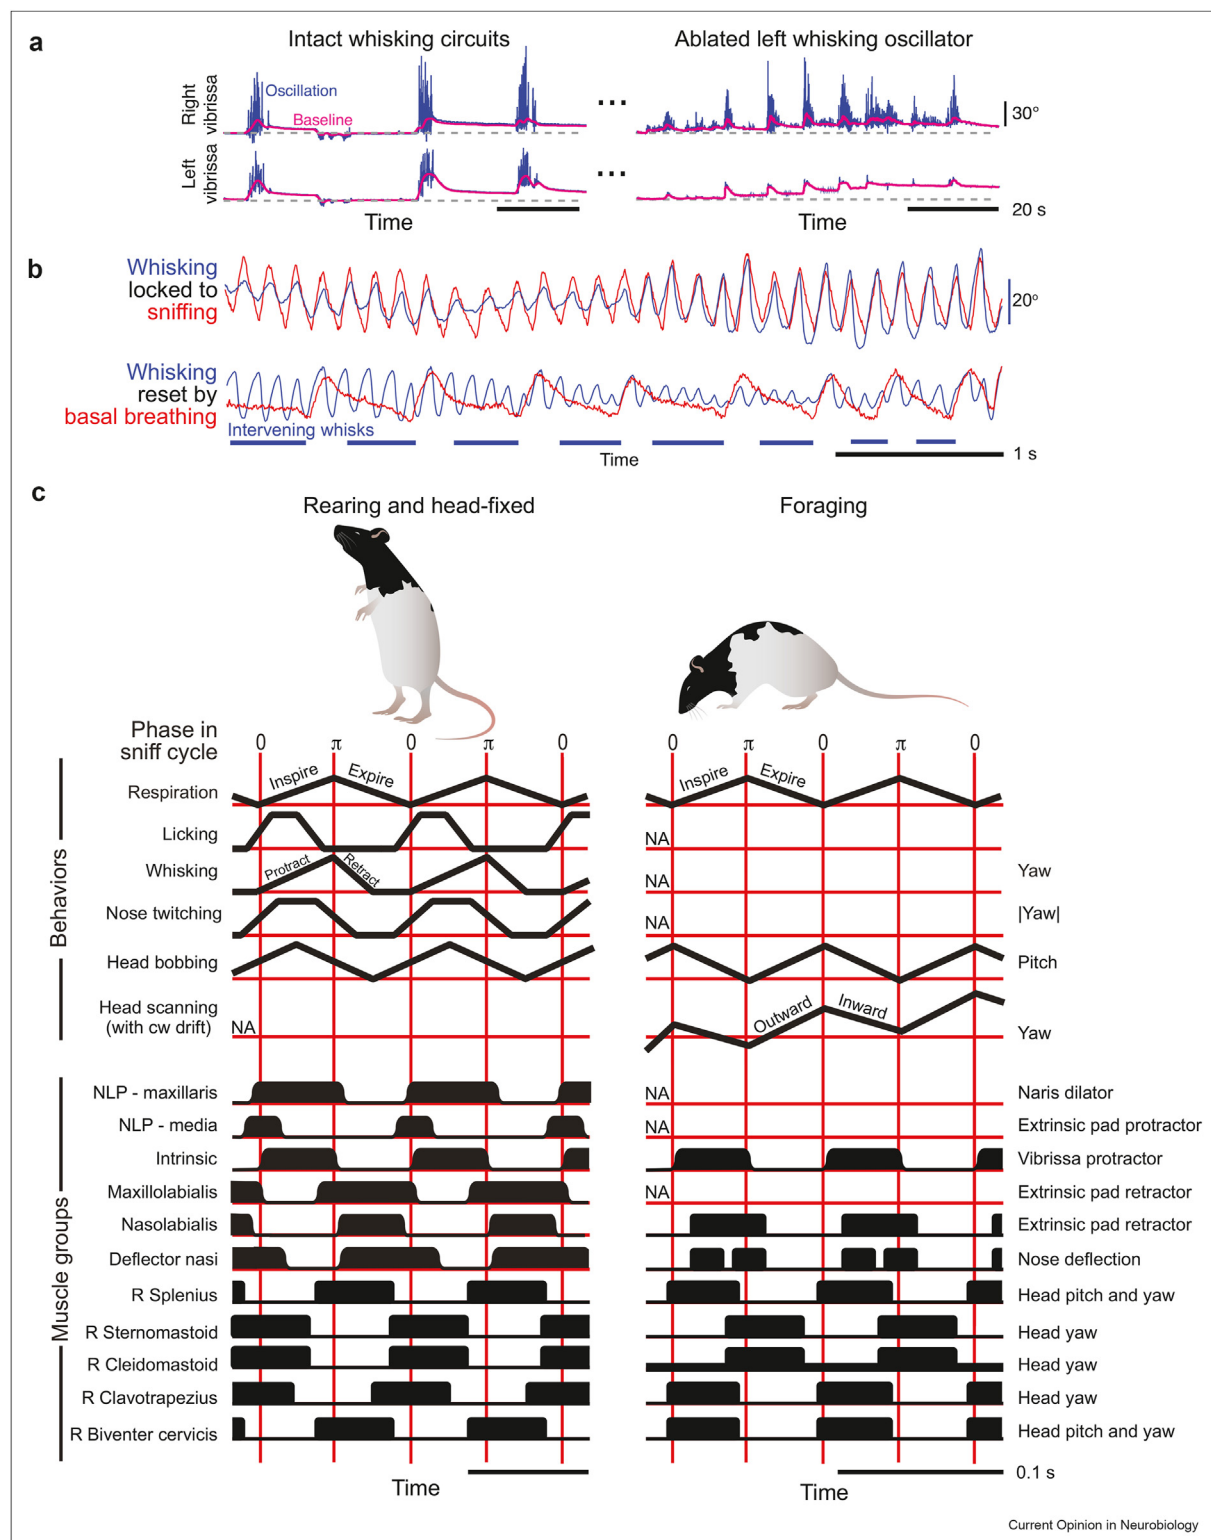 a
Intact whisking circuits
Ablated left whisking oscillator
Right
vibrissa
Oscillation
Baseline
...
30°
Left
vibrissa
...
Time
Time
20 s
b
Whisking
locked to
sniffing
20°
Whisking
reset by
basal breathing
Intervening whisks
Time
1 s
c
Rearing and head-fixed
Foraging
Phase in
sniff cycle
0 π 0 π 0
0 π 0 π 0
Behaviors
Respiration
Inspire
Expire
Inspire
Expire
Licking
NA
Whisking
Protract
Retract
NA
Yaw
Nose twitching
NA
|Yaw|
Head bobbing
Pitch
Head scanning
(with cw drift)
NA
Outward
Inward
Yaw
Muscle groups
NLP - maxillaris
NA
Naris dilator
NLP - media
NA
Extrinsic pad protractor
Intrinsic
Vibrissa protractor
Maxillolabialis
NA
Extrinsic pad retractor
Nasolabialis
Extrinsic pad retractor
Deflector nasi
Nose deflection
R Splenius
Head pitch and yaw
R Sternomastoid
Head yaw
R Cleidomastoid
Head yaw
R Clavotrapezius
Head yaw
R Biventer cervicis
Head pitch and yaw
Time
Time
0.1 s
Current Opinion in Neurobiology